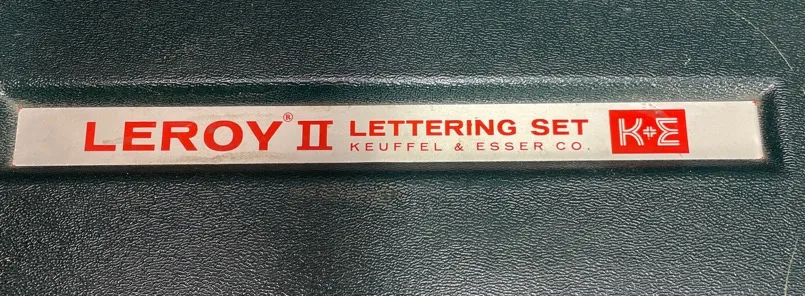 LEROY® II LETTERING SET
KEUFFEL & ESSER CO.
K+E